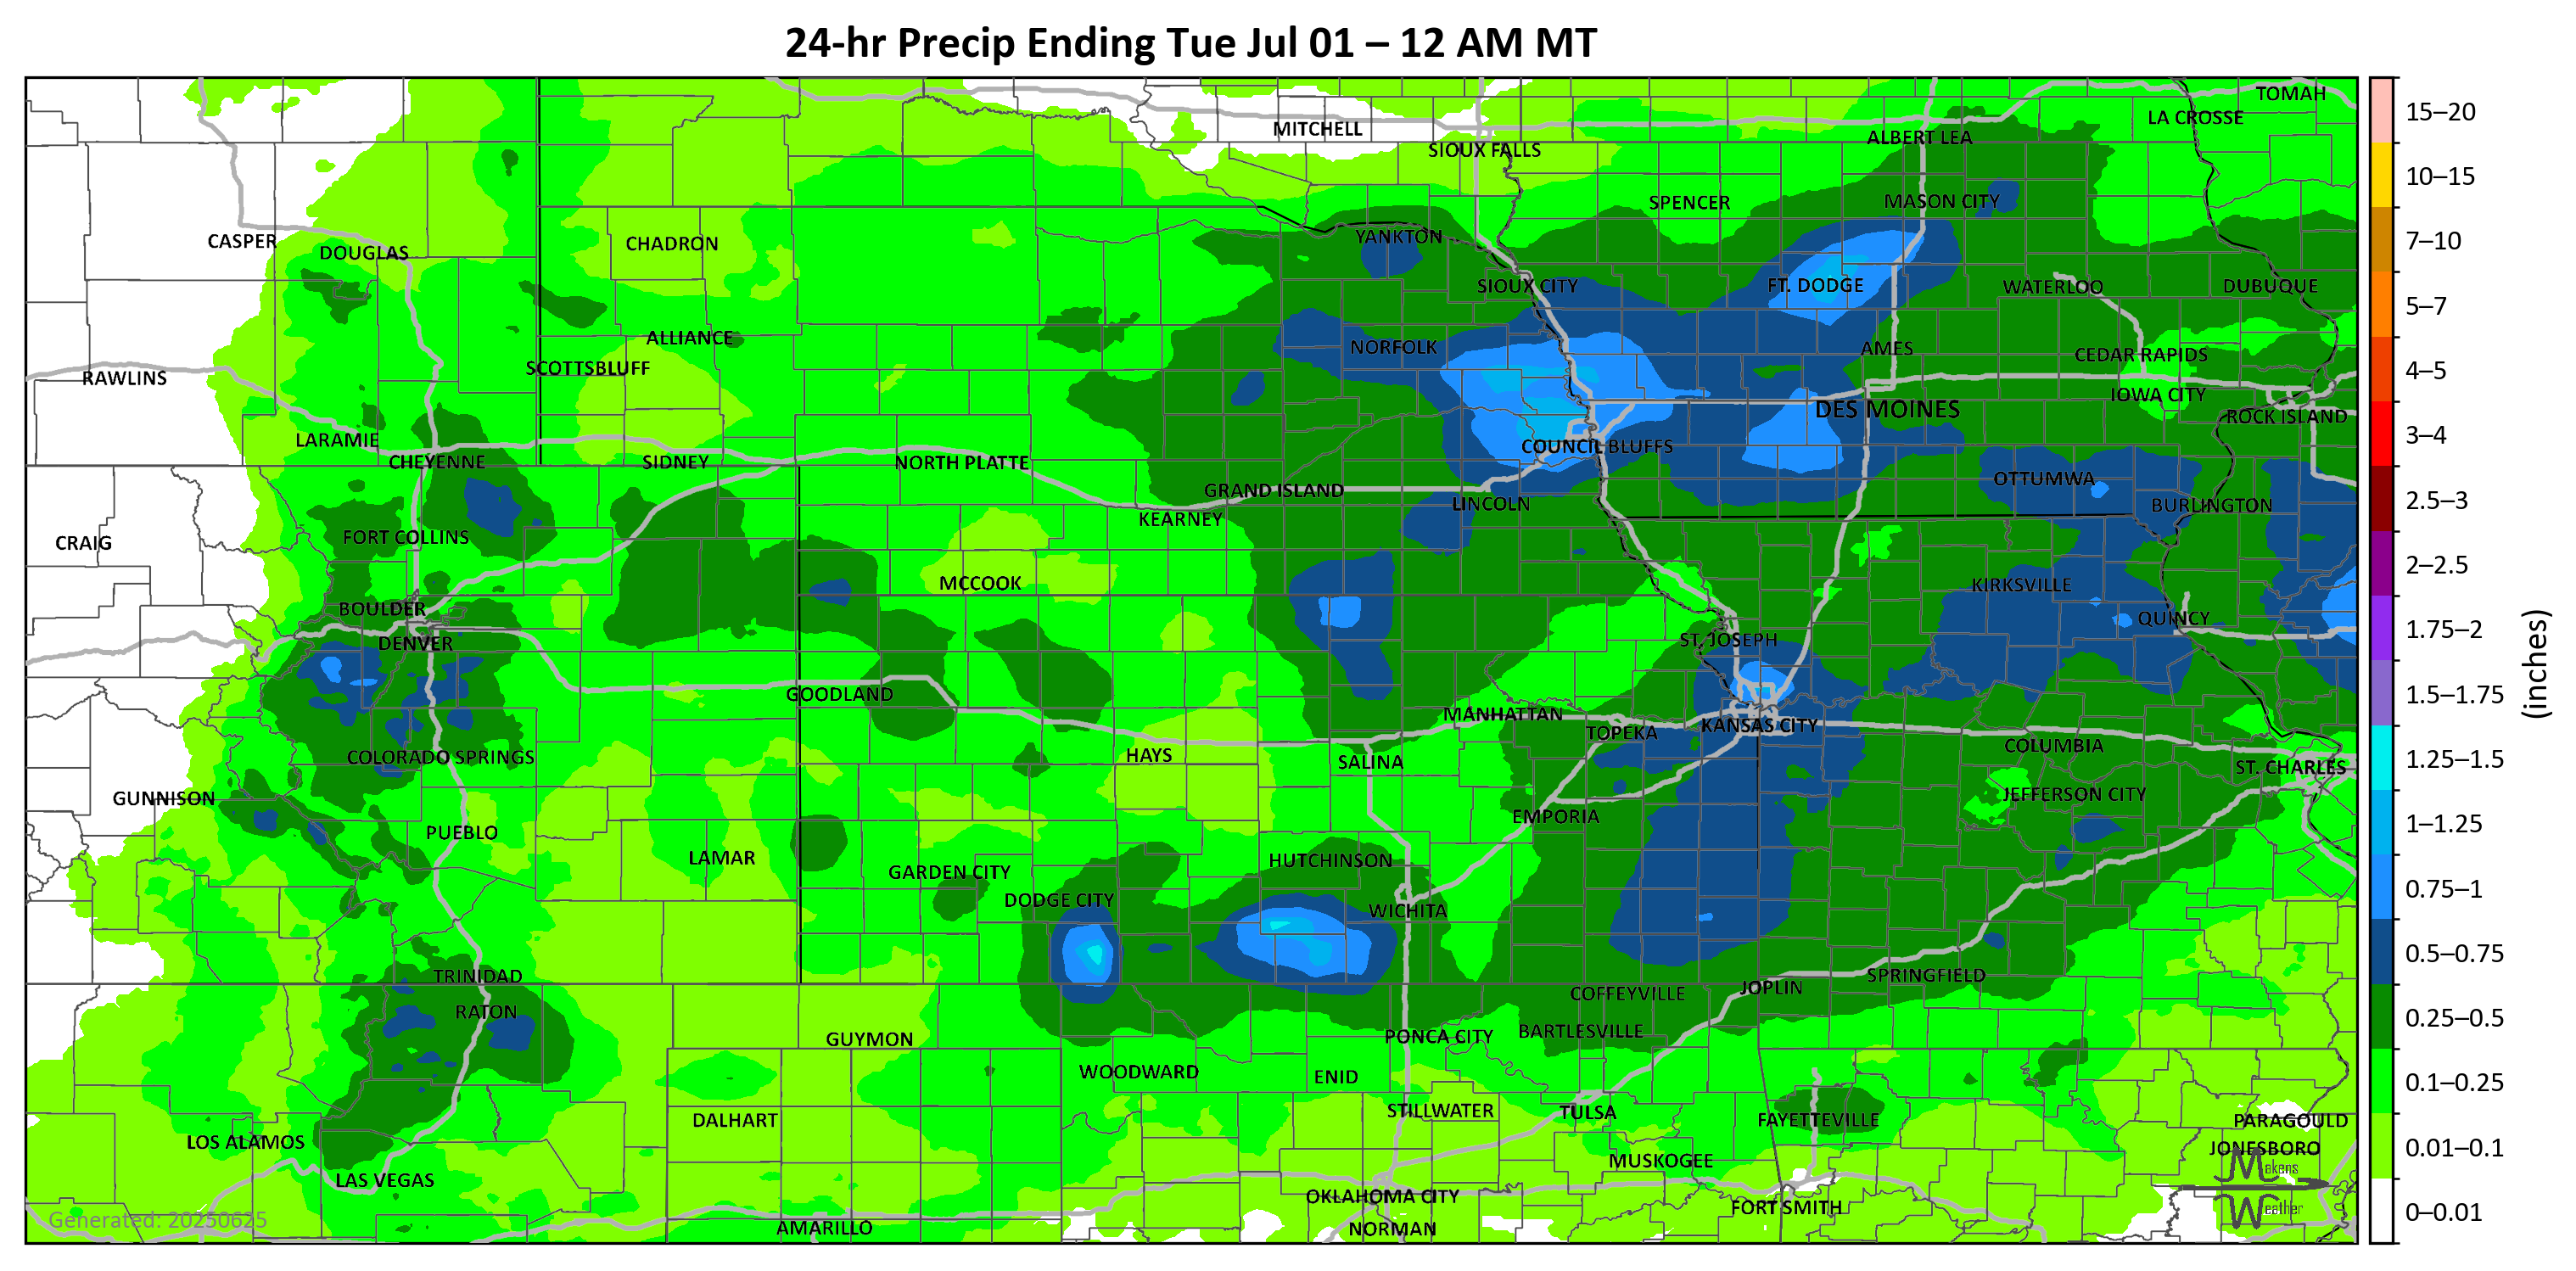 24-hr Precip Ending Tue Jul 01 – 12 AM MT
TOMAH
LA CROSSE
MITCHELL
ALBERT LEA
SIOUX FALLS
SPENCER
MASON CITY
CASPER
DOUGLAS
CHADRON
YANKTON
SIOUX CITY
FT. DODGE
WATERLOO
DUBUQUE
ALLIANCE
NORFOLK
AMES
CEDAR RAPIDS
SCOTTSBLUFF
RAWLINS
IOWA CITY
DES MOINES
ROCK ISLAND
LARAMIE
COUNCIL BLUFFS
CHEYENNE
SIDNEY
NORTH PLATTE
OTTUMWA
GRAND ISLAND
LINCOLN
BURLINGTON
KEARNEY
CRAIG
FORT COLLINS
MCCOOK
KIRKSVILLE
BOULDER
QUINCY
DENVER
ST. JOSEPH
GOODLAND
MANHATTAN
KANSAS CITY
TOPEKA
COLUMBIA
COLORADO SPRINGS
HAYS
SALINA
ST. CHARLES
GUNNISON
JEFFERSON CITY
EMPORIA
PUEBLO
LAMAR
HUTCHINSON
GARDEN CITY
DODGE CITY
WICHITA
TRINIDAD
SPRINGFIELD
JOPLIN
COFFEYVILLE
RATON
BARTLESVILLE
PONCA CITY
GUYMON
WOODWARD
ENID
STILLWATER
TULSA
DALHART
FAYETTEVILLE
PARAGOULD
LOS ALAMOS
JONESBORO
MUSKOGEE
LAS VEGAS
OKLAHOMA CITY
FORT SMITH
AMARILLO
NORMAN
Generated: 20250625
Makens
Weather
15–20
10–15
7–10
5–7
4–5
3–4
2.5–3
2–2.5
1.75–2
1.5–1.75
1.25–1.5
1–1.25
0.75–1
0.5–0.75
0.25–0.5
0.1–0.25
0.01–0.1
0–0.01
(inches)